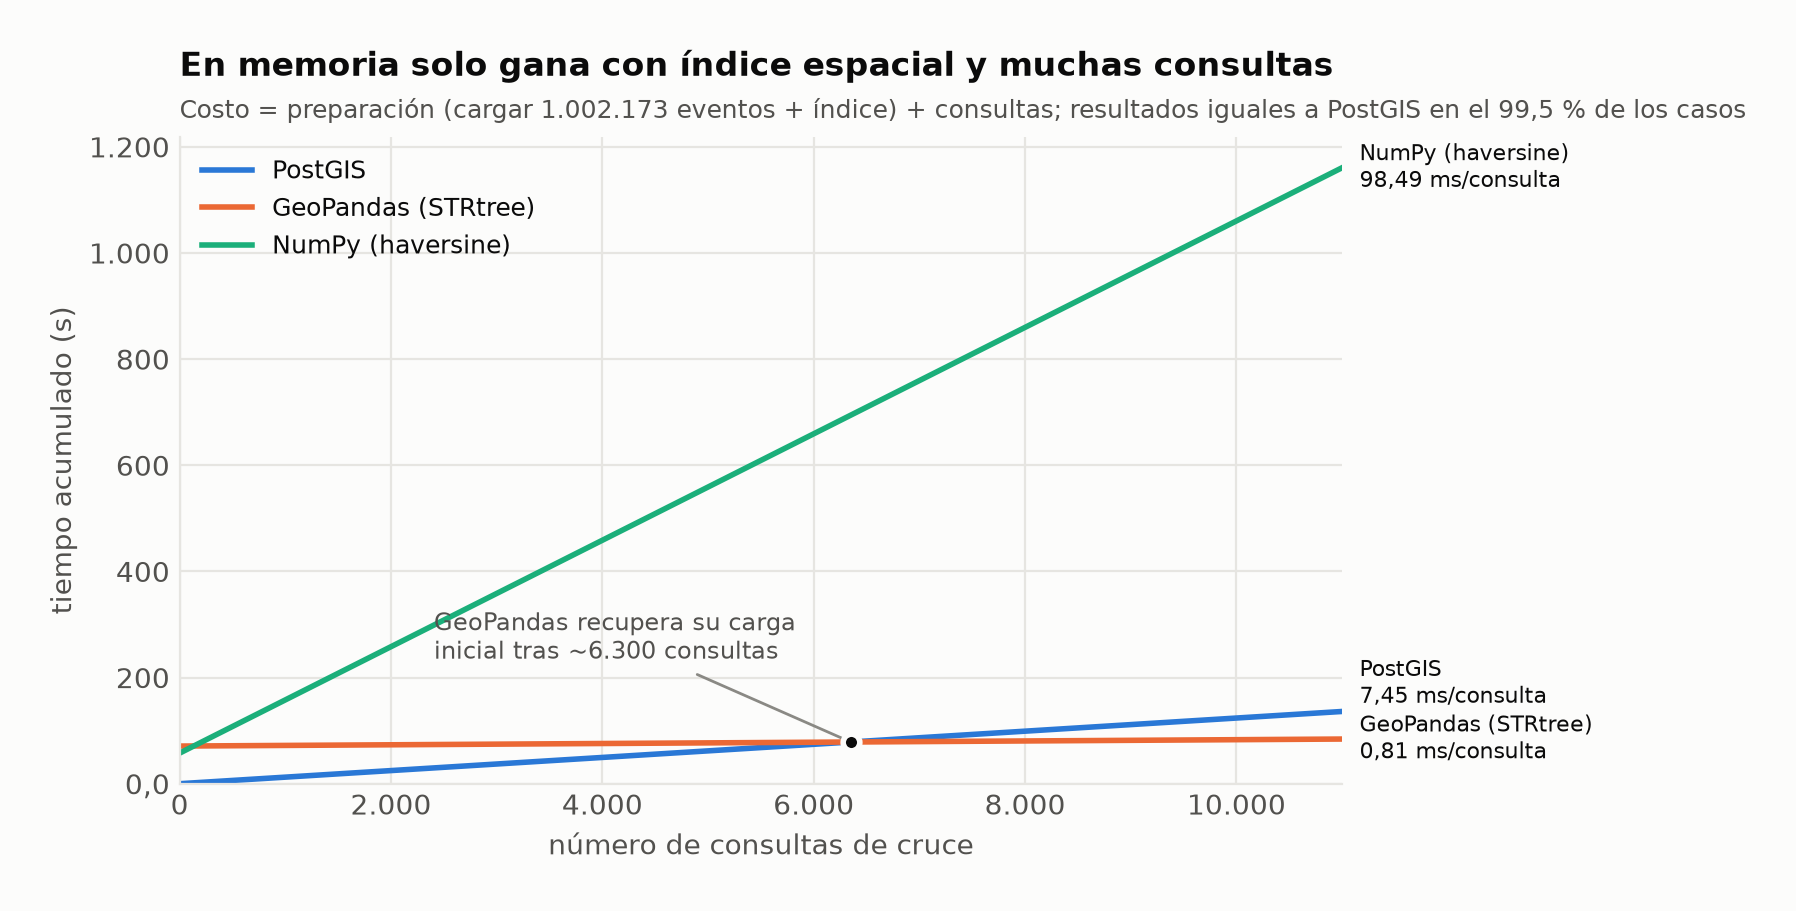 En memoria solo gana con índice espacial y muchas consultas
Costo = preparación (cargar 1.002.173 eventos + índice) + consultas; resultados iguales a PostGIS en el 99,5 % de los casos
PostGIS
GeoPandas (STRtree)
NumPy (haversine)
tiempo acumulado (s)
1.200
1.000
800
600
400
200
0,0
NumPy (haversine)
98,49 ms/consulta
GeoPandas recupera su carga
inicial tras ~6.300 consultas
PostGIS
7,45 ms/consulta
GeoPandas (STRtree)
0,81 ms/consulta
0
2.000
4.000
6.000
8.000
10.000
número de consultas de cruce